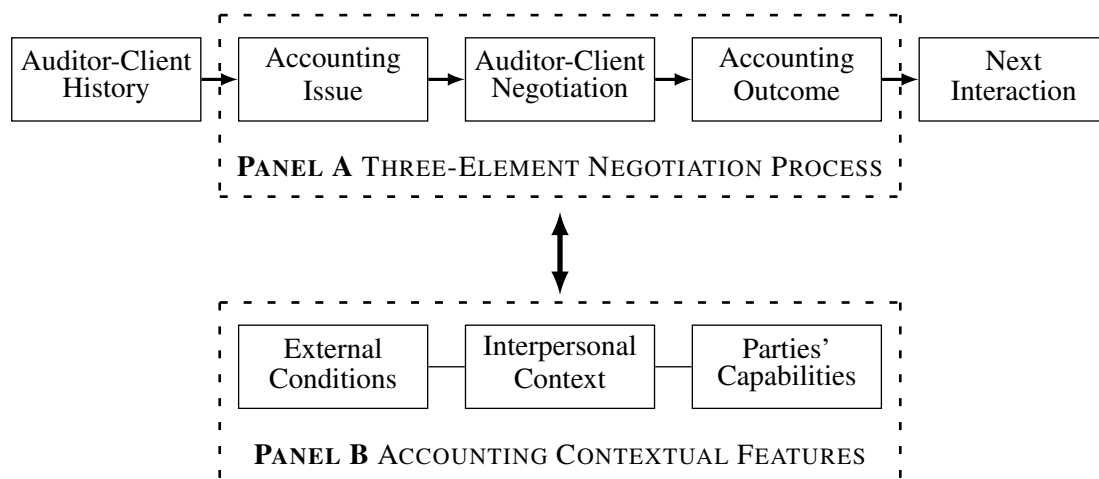 Auditor-Client
History
Accounting
Issue
Auditor-Client
Negotiation
Accounting
Outcome
Next
Interaction
PANEL A THREE-ELEMENT NEGOTIATION PROCESS
External
Conditions
Interpersonal
Context
Parties’
Capabilities
PANEL B ACCOUNTING CONTEXTUAL FEATURES